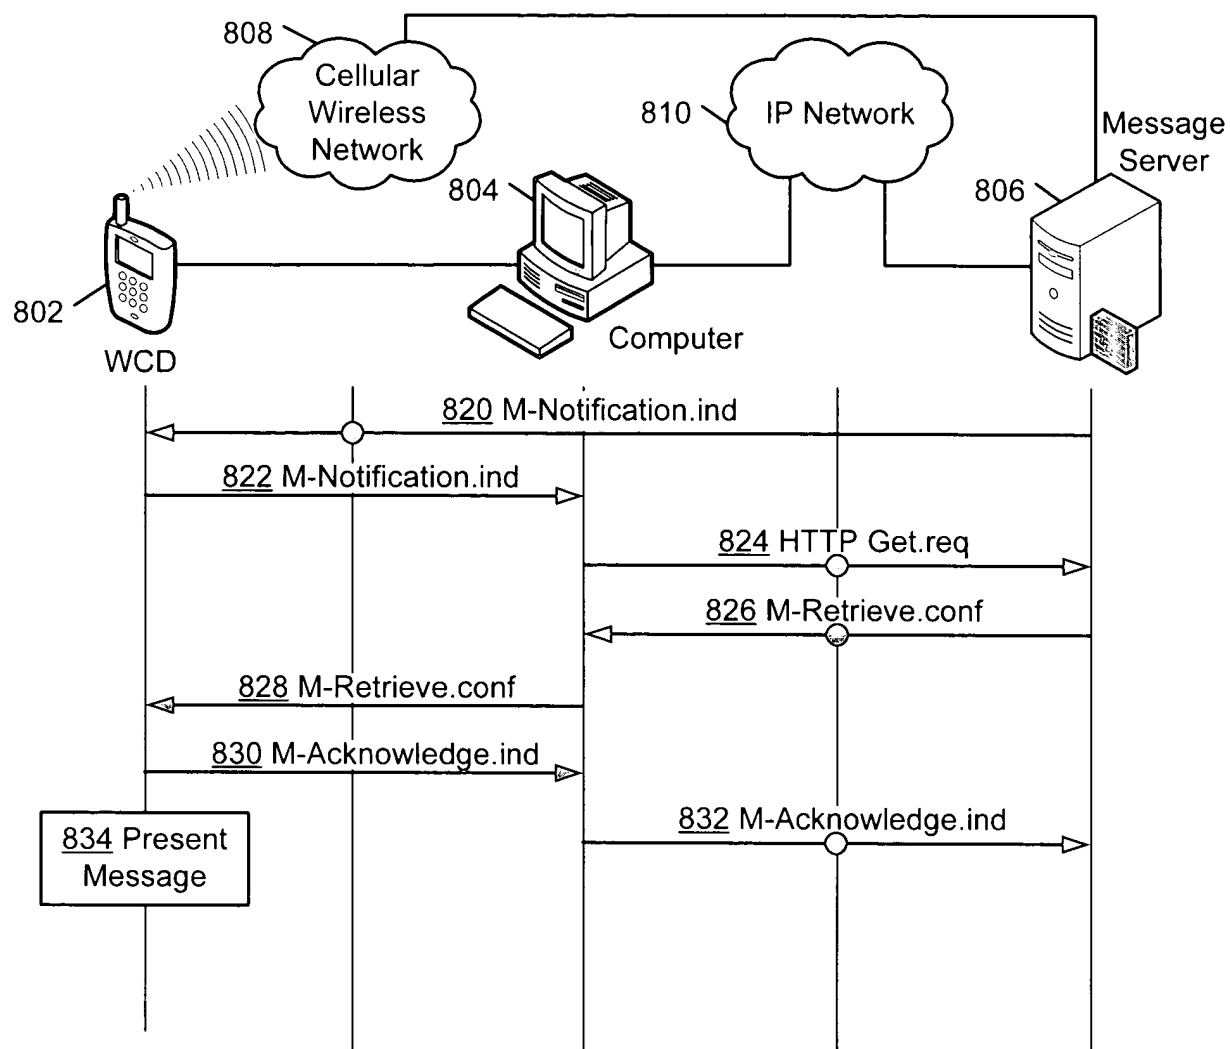 808
Cellular
Wireless
Network
810
IP Network
Message
Server
804
806
802
WCD
Computer
820 M-Notification.ind
822 M-Notification.ind
824 HTTP Get.req
826 M-Retrieve.conf
828 M-Retrieve.conf
830 M-Acknowledge.ind
832 M-Acknowledge.ind
834 Present
Message